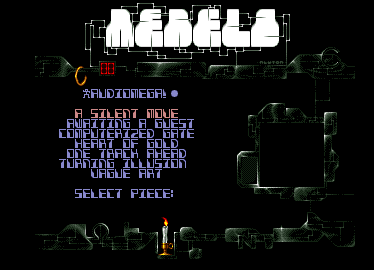 AUDIOMEGA!
A SILENT MOVE
AWAITING A GUEST
COMPUTERIZED GATE
HEART OF GOLD
ONE TRACK AHEAD
TURNING ILLUSION
VAGUE ART
SELECT PIECE: